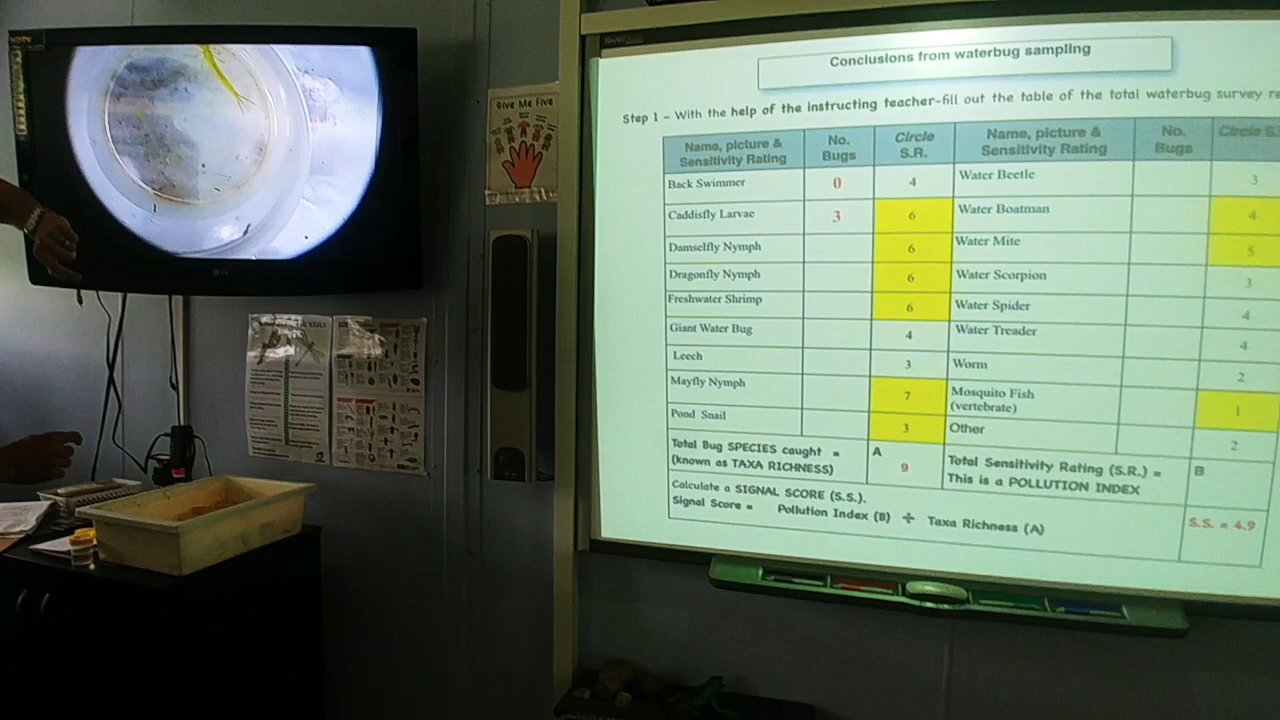 Give Me Five
LG
Conclusions from waterbug sampling
Step 1 - With the help of the instructing teacher-fill out the table of the total waterbug survey
Name, picture & Sensitivity Rating No. Bugs Circle S.R. Name, picture & Sensitivity Rating No. Bugs Circle
Back Swimmer 0 4 Water Beetle 3
Caddisfly Larvae 3 6 Water Boatman 4
Damselfly Nymph 6 Water Mite 5
Dragonfly Nymph 6 Water Scorpion 3
Freshwater Shrimp 6 Water Spider 4
Giant Water Bug 4 Water Treader 4
Leech 3 Worm 2
Mayfly Nymph 7 Mosquito Fish (vertebrate) 1
Pond Snail 3 Other 2
Total Bug SPECIES caught = A Total Sensitivity Rating (S.R.) = B
(known as TAXA RICHNESS) 9 This is a POLLUTION INDEX
Calculate a SIGNAL SCORE (S.S.).
Signal Score = Pollution Index (B) ÷ Taxa Richness (A) S.S. = 4.9